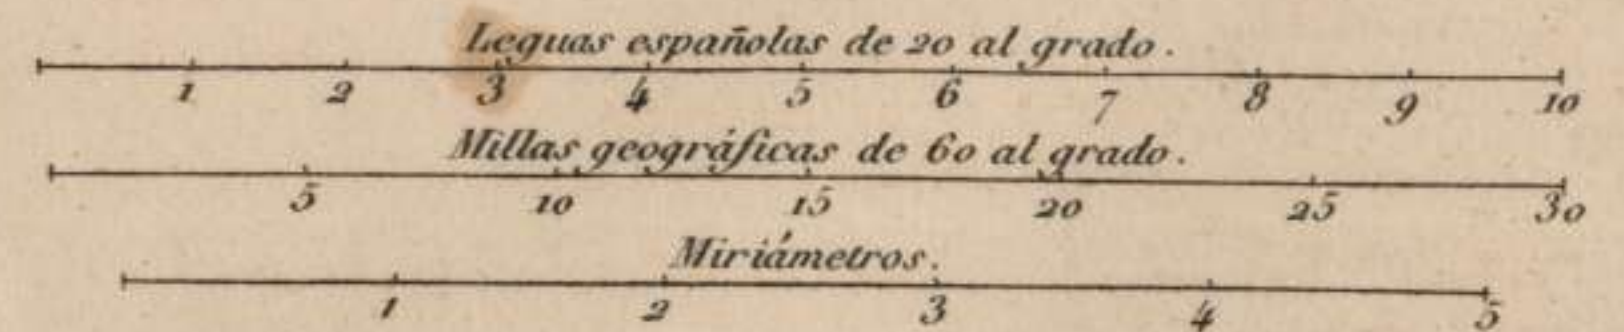 Leguas españolas de 20 al grado.
1 2 3 4 5 6 7 8 9 10
Millas geográficas de 60 al grado.
5 10 15 20 25 30
Miriámetros.
1 2 3 4 5